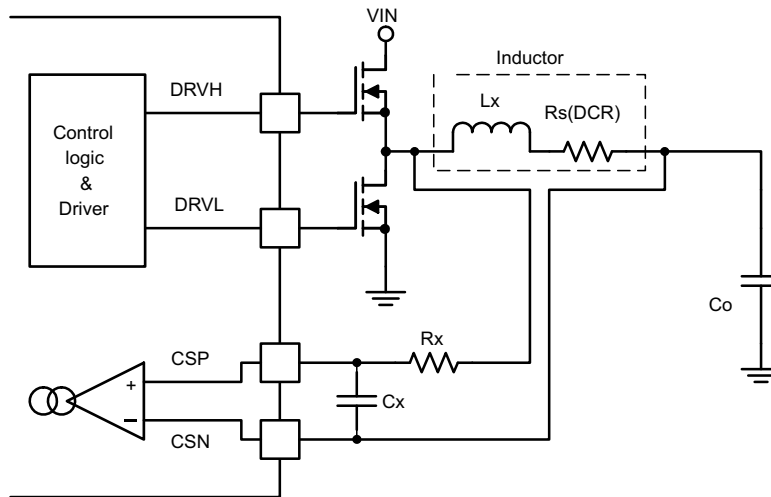 VIN
Inductor
DRVH
Lx
Rs(DCR)
Control
logic
&
Driver
DRVL
Co
CSP
Rx
+
Cx
−
CSN